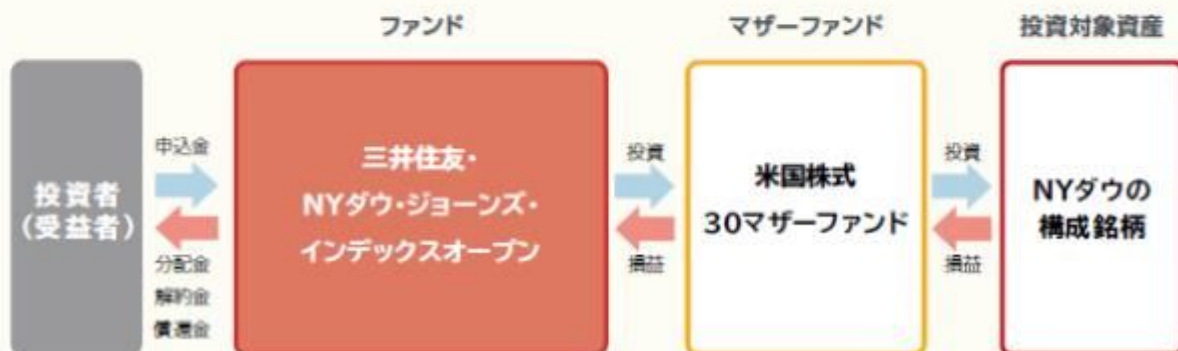 ファンド
マザーファンド
投資対象資産
投資者
(受益者)
申込金
分配金
解約金
償還金
三井住友・
NYダウ・ジョーンズ・
インデックスオープン
投資
損益
米国株式
30マザーファンド
投資
損益
NYダウの
構成銘柄